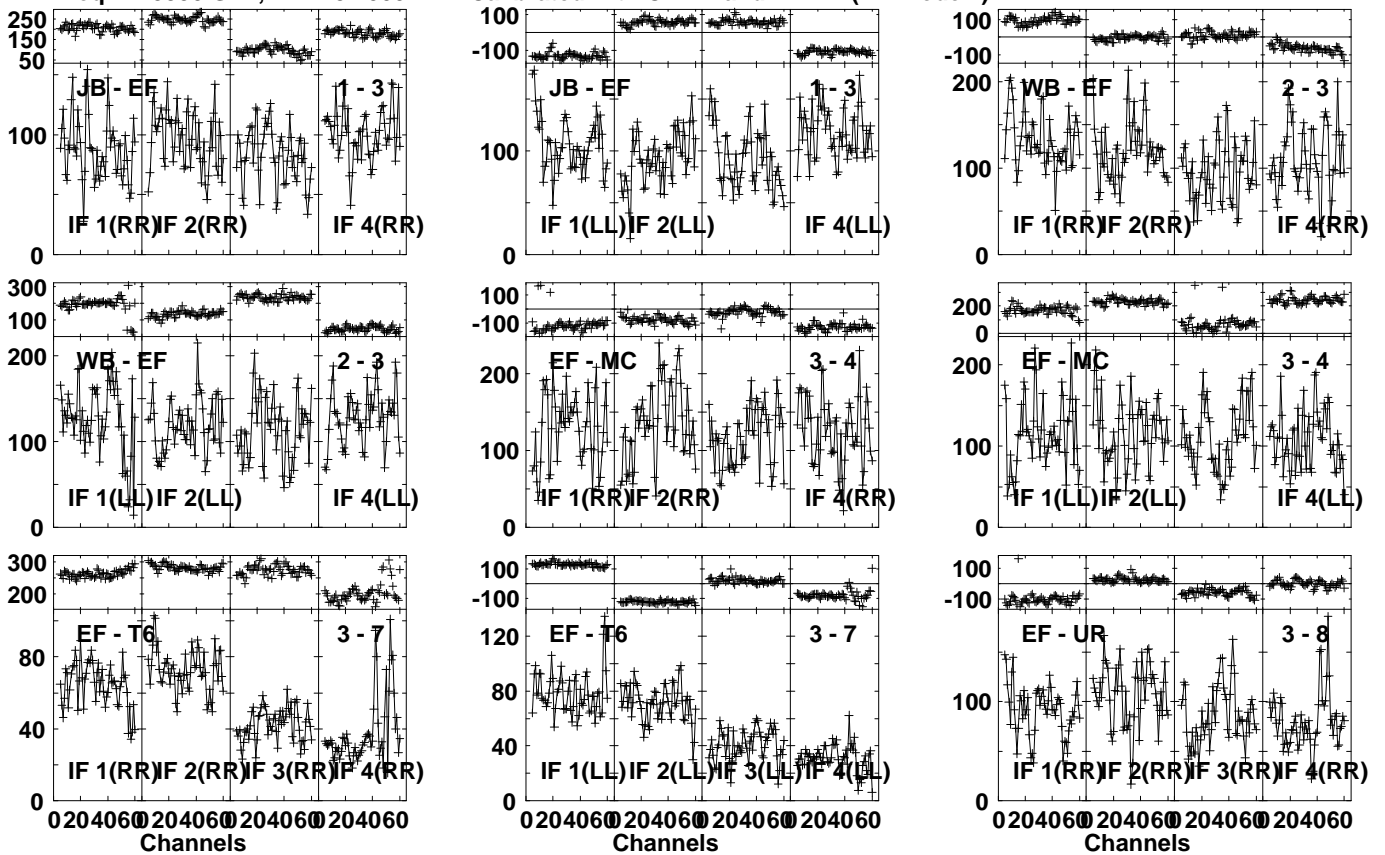 250
150
50
100
0
JB - EF
1 - 3
IF 1(RR)
IF 2(RR)
IF 4(RR)
100
-100
100
0
JB - EF
1 - 3
IF 1(LL)
IF 2(LL)
IF 4(LL)
100
-100
200
100
0
WB - EF
2 - 3
IF 1(RR)
IF 2(RR)
IF 4(RR)
300
100
200
100
0
WB - EF
2 - 3
IF 1(LL)
IF 2(LL)
IF 4(LL)
100
-100
200
100
0
EF - MC
3 - 4
IF 1(RR)
IF 2(RR)
IF 4(RR)
200
0
200
100
0
EF - MC
3 - 4
IF 1(LL)
IF 2(LL)
IF 4(LL)
300
200
80
40
0
EF - T6
3 - 7
IF 1(RR)
IF 2(RR)
IF 3(RR)
IF 4(RR)
0 20 40 60
0 20 40 60
0 20 40 60
0 20 40 60
Channels
100
-100
120
80
40
0
EF - T6
3 - 7
IF 1(LL)
IF 2(LL)
IF 3(LL)
IF 4(LL)
0 20 40 60
0 20 40 60
0 20 40 60
0 20 40 60
Channels
100
-100
100
0
EF - UR
3 - 8
IF 1(RR)
IF 2(RR)
IF 3(RR)
IF 4(RR)
0 20 40 60
0 20 40 60
0 20 40 60
0 20 40 60
Channels